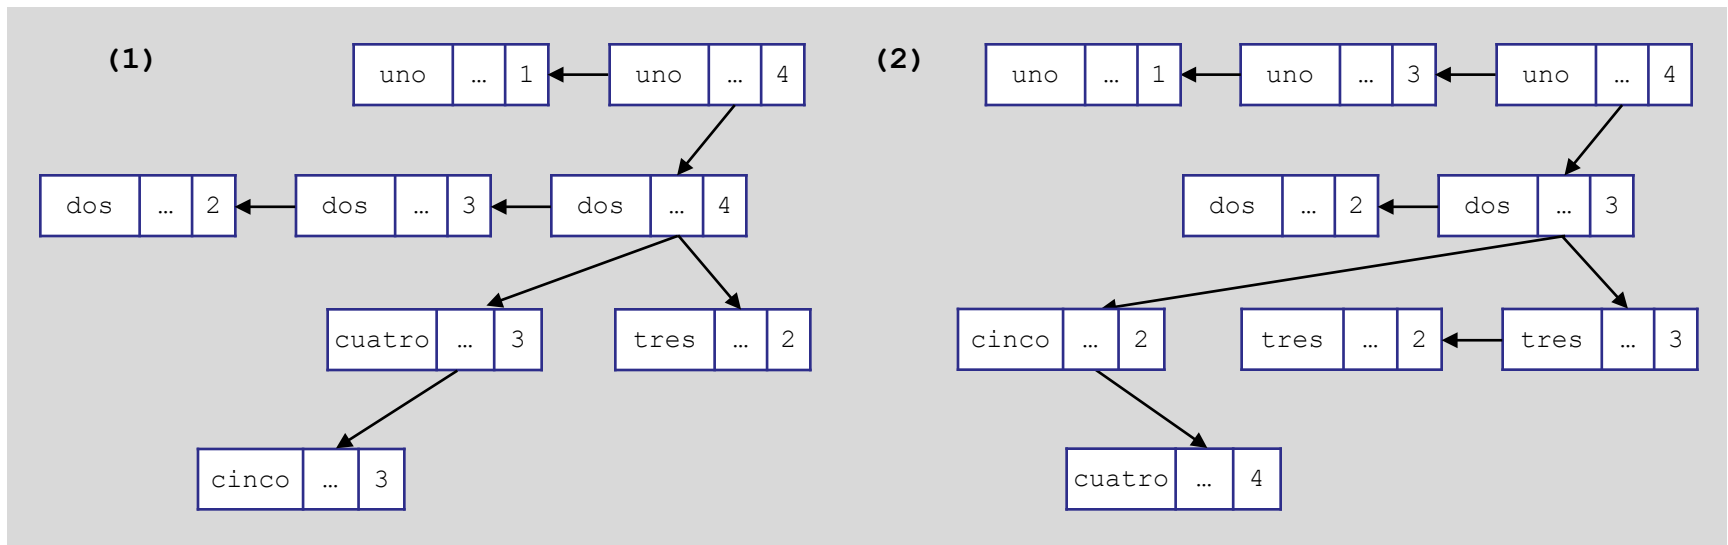 (1)
uno … 1
uno … 4
dos … 2
dos … 3
dos … 4
cuatro … 3
tres … 2
cinco … 3
(2)
uno … 1
uno … 3
uno … 4
dos … 2
dos … 3
cinco … 2
tres … 2
tres … 3
cuatro … 4